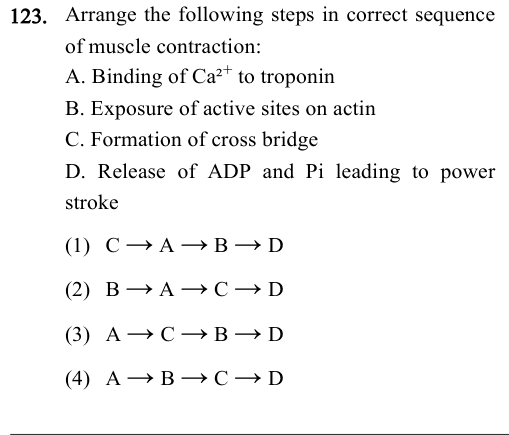 123. Arrange the following steps in correct sequence
of muscle contraction:
A. Binding of Ca²⁺ to troponin
B. Exposure of active sites on actin
C. Formation of cross bridge
D. Release of ADP and Pi leading to power
stroke
(1) C → A → B → D
(2) B → A → C → D
(3) A → C → B → D
(4) A → B → C → D